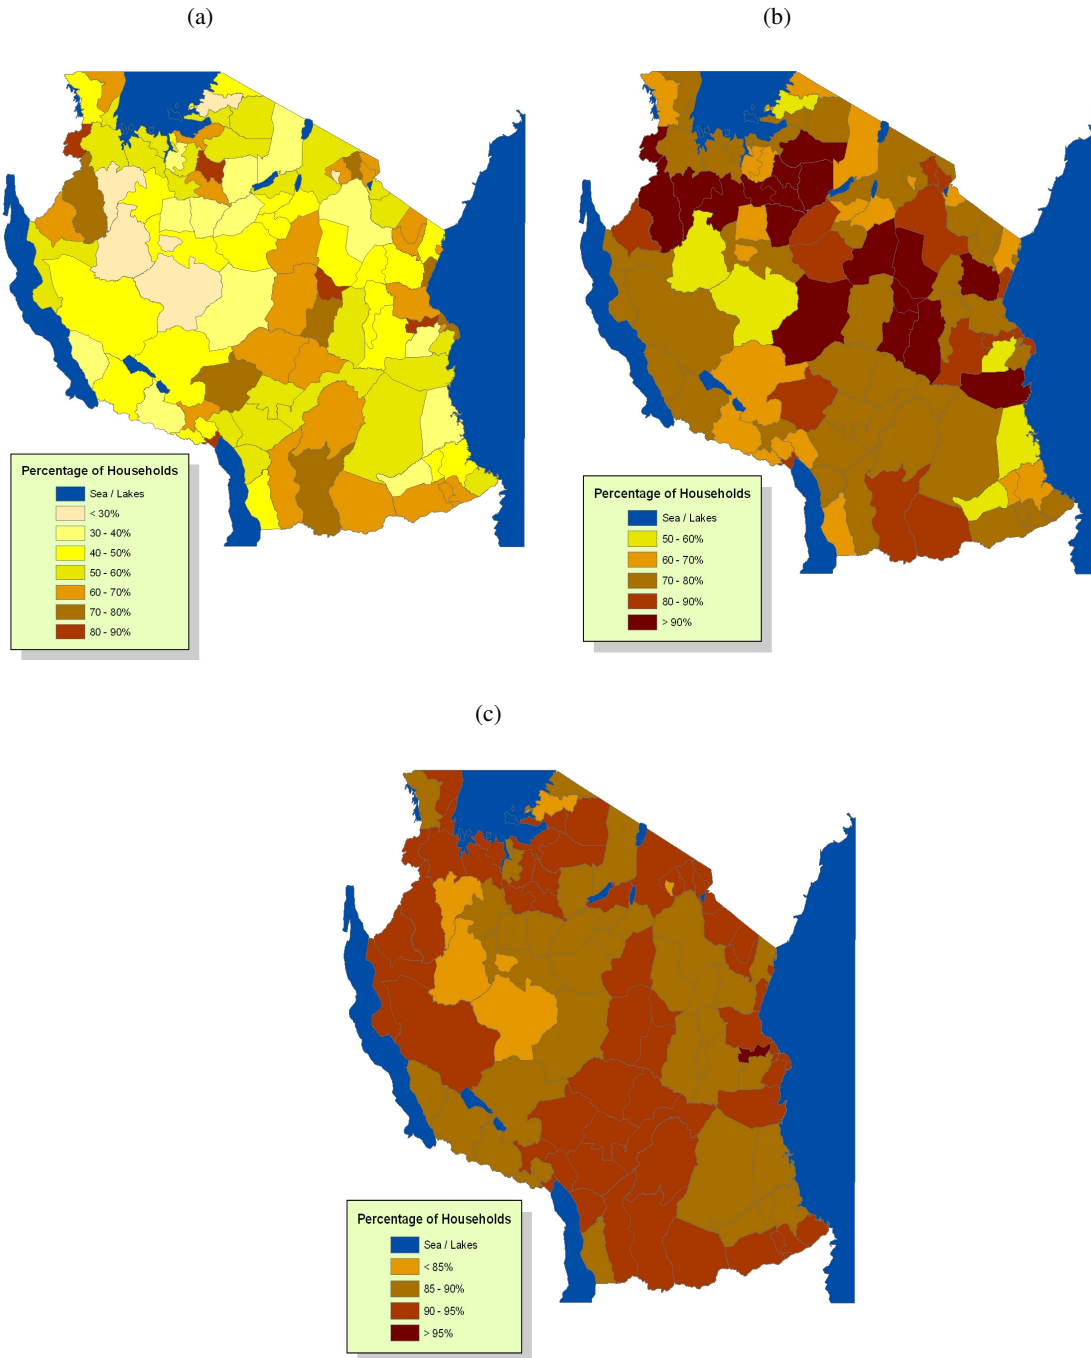 (a)
(b)
Percentage of Households
Sea / Lakes
< 30%
30 - 40%
40 - 50%
50 - 60%
60 - 70%
70 - 80%
80 - 90%
Percentage of Households
Sea / Lakes
50 - 60%
60 - 70%
70 - 80%
80 - 90%
> 90%
(c)
Percentage of Households
Sea / Lakes
< 85%
85 - 90%
90 - 95%
> 95%